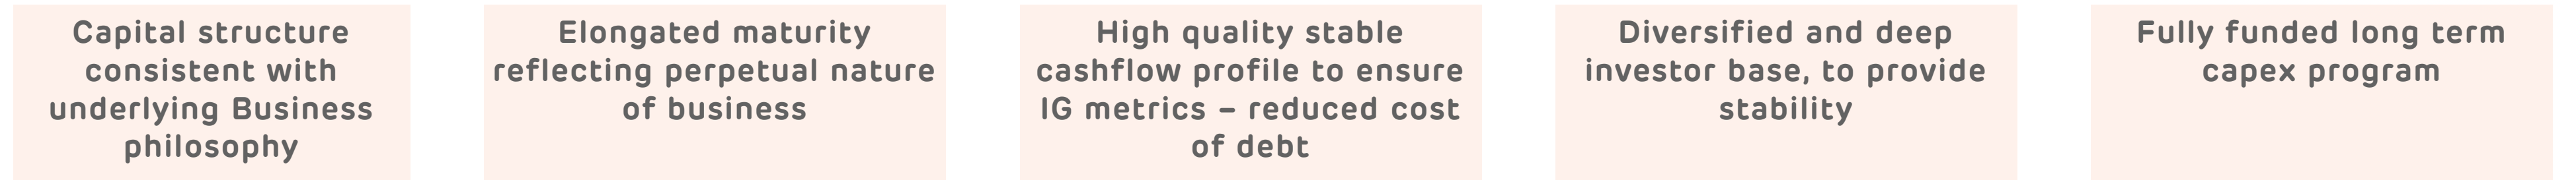 Capital structure
consistent with
underlying Business
philosophy
Elongated maturity
reflecting perpetual nature
of business
High quality stable
cashflow profile to ensure
IG metrics – reduced cost
of debt
Diversified and deep
investor base, to provide
stability
Fully funded long term
capex program